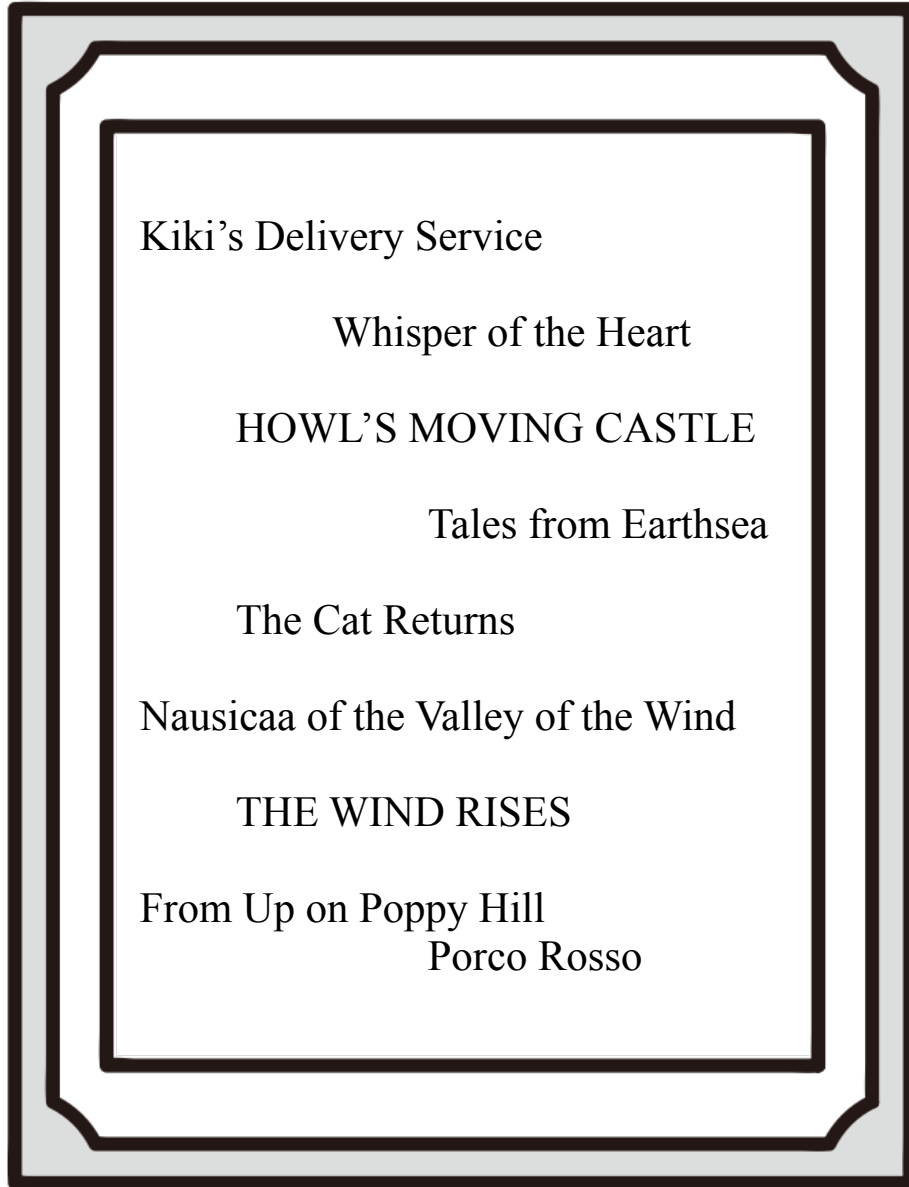 Kiki’s Delivery Service
Whisper of the Heart
HOWL’S MOVING CASTLE
Tales from Earthsea
The Cat Returns
Nausicaa of the Valley of the Wind
THE WIND RISES
From Up on Poppy Hill
Porco Rosso